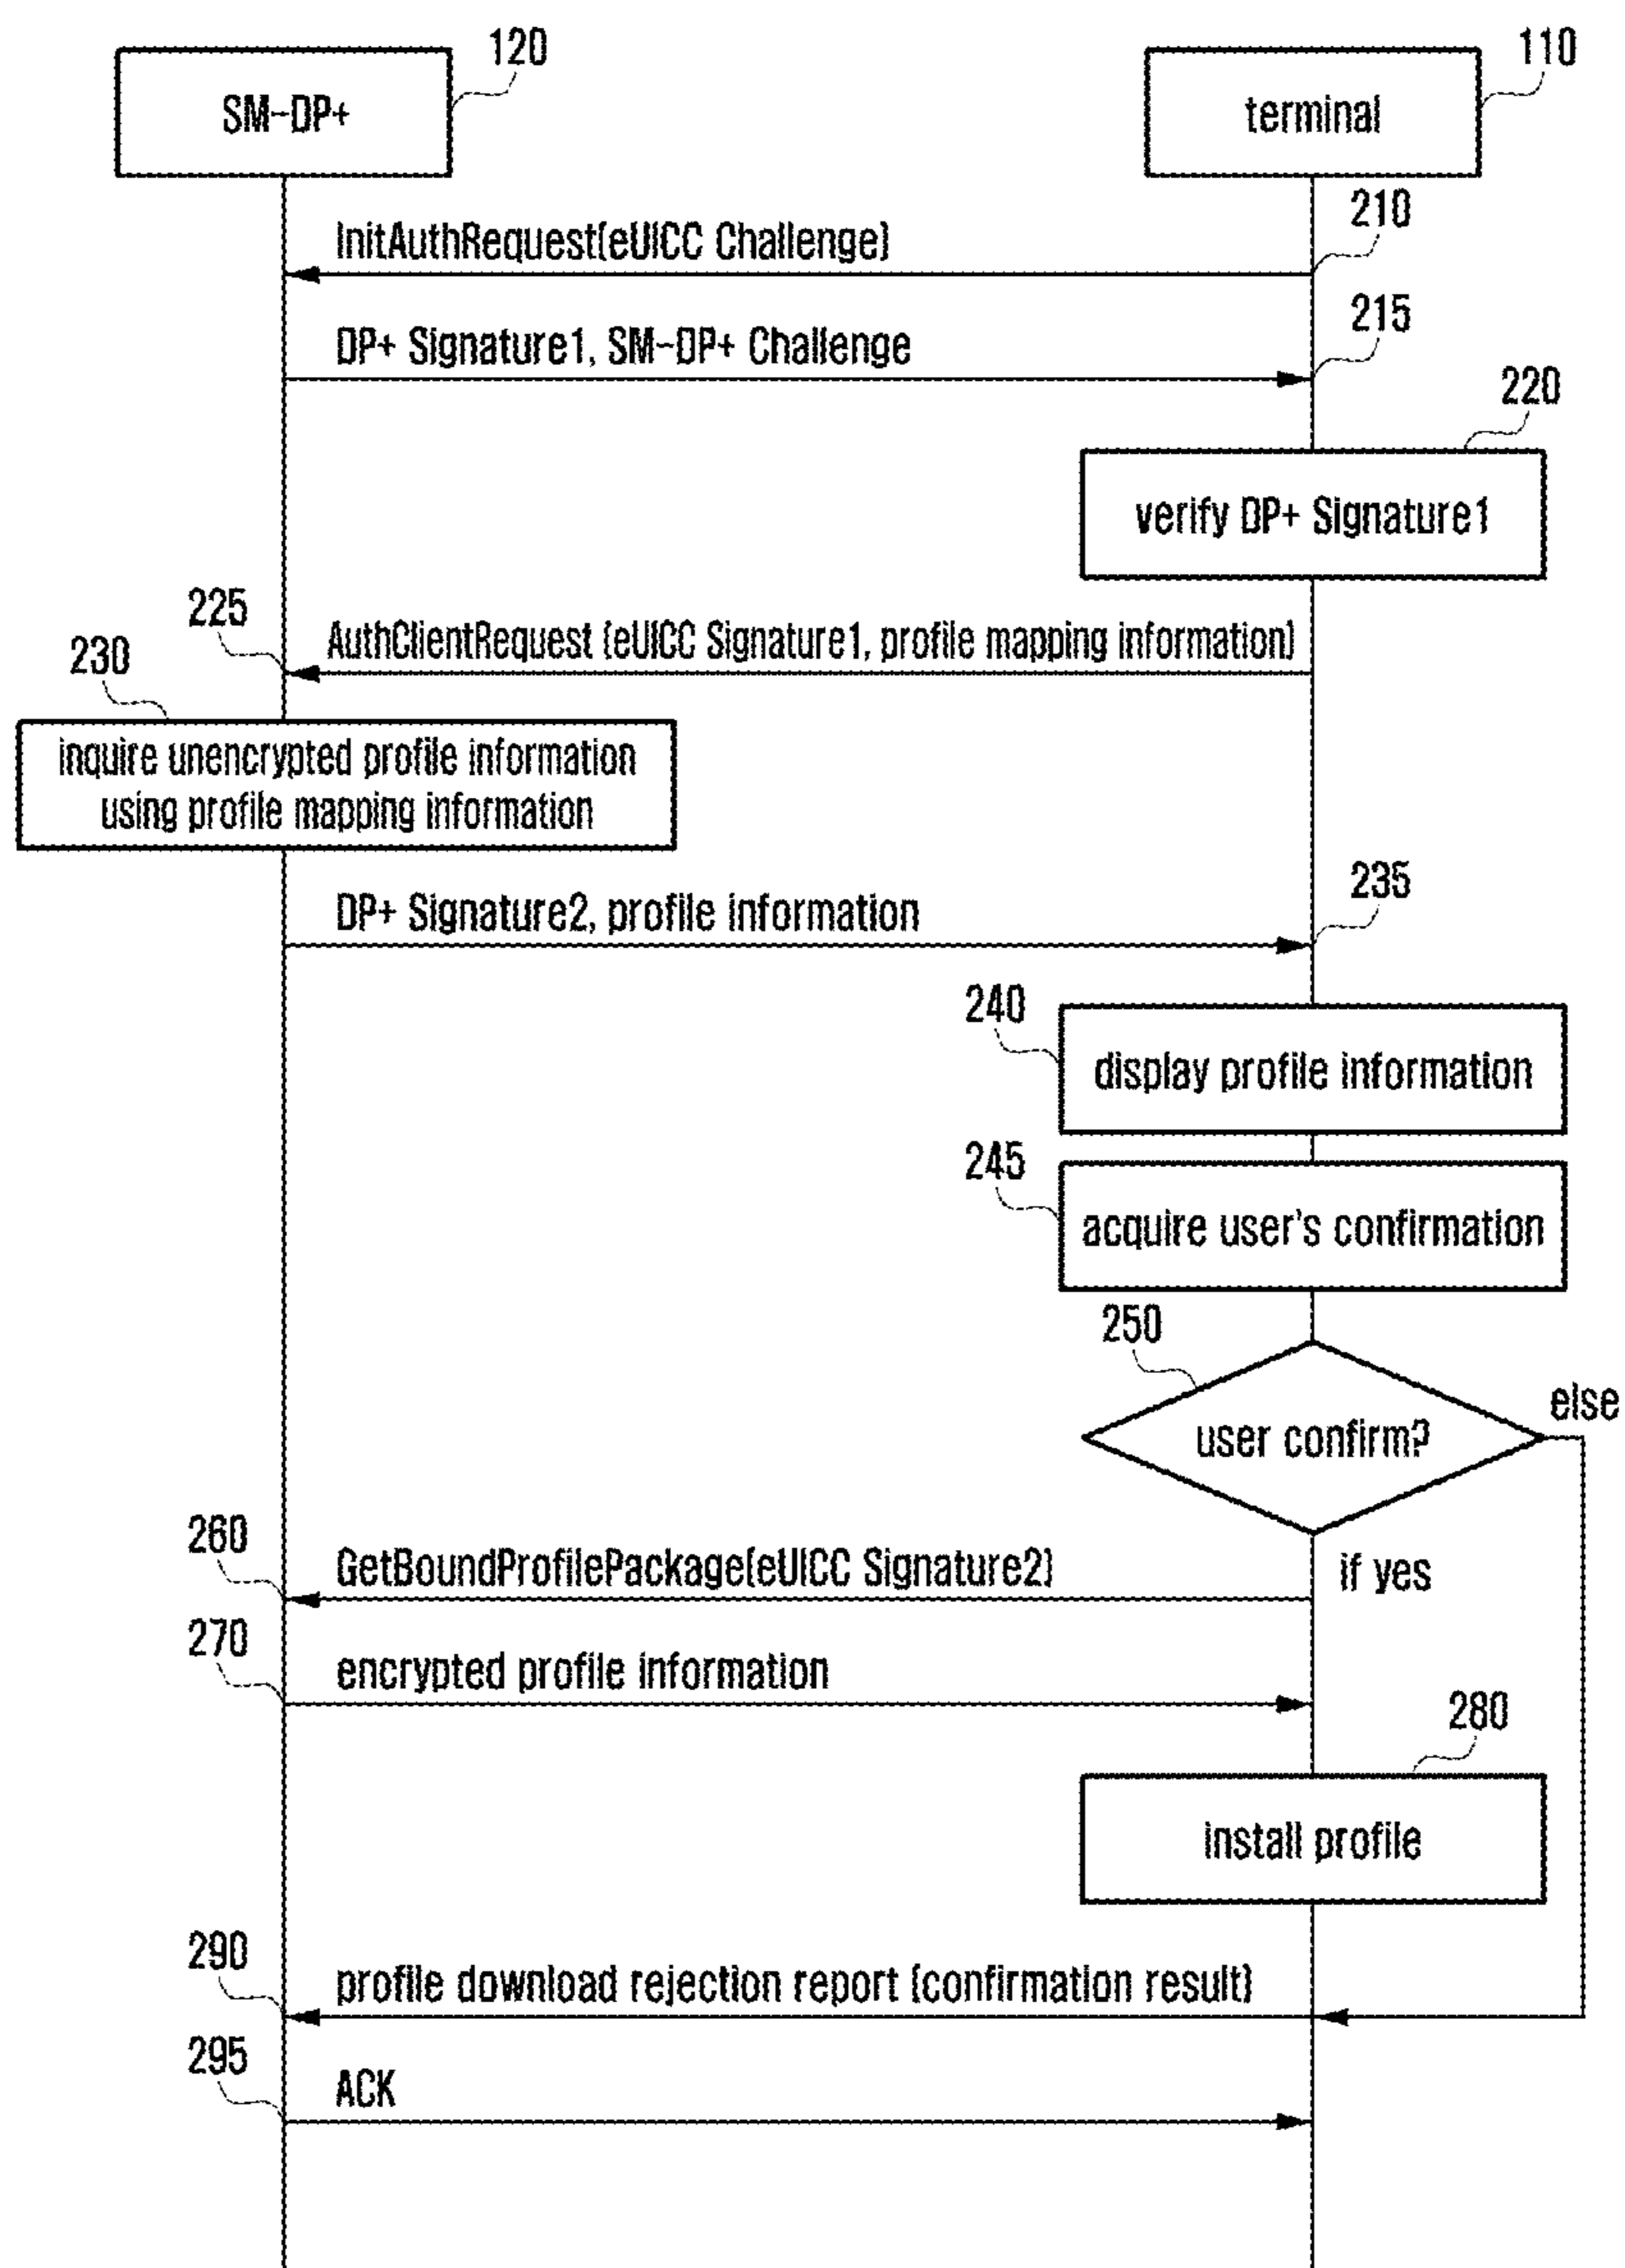 120
110
SM-DP+
terminal
210
InitAuthRequest(eUICC Challenge)
215
DP+ Signature1, SM-DP+ Challenge
220
verify DP+ Signature1
225
AuthClientRequest (eUICC Signature1, profile mapping information)
230
inquire unencrypted profile information
using profile mapping information
235
DP+ Signature2, profile information
240
display profile information
245
acquire user's confirmation
250
else
user confirm?
260
GetBoundProfilePackage(eUICC Signature2)
if yes
270
encrypted profile information
280
install profile
290
profile download rejection report (confirmation result)
295
ACK